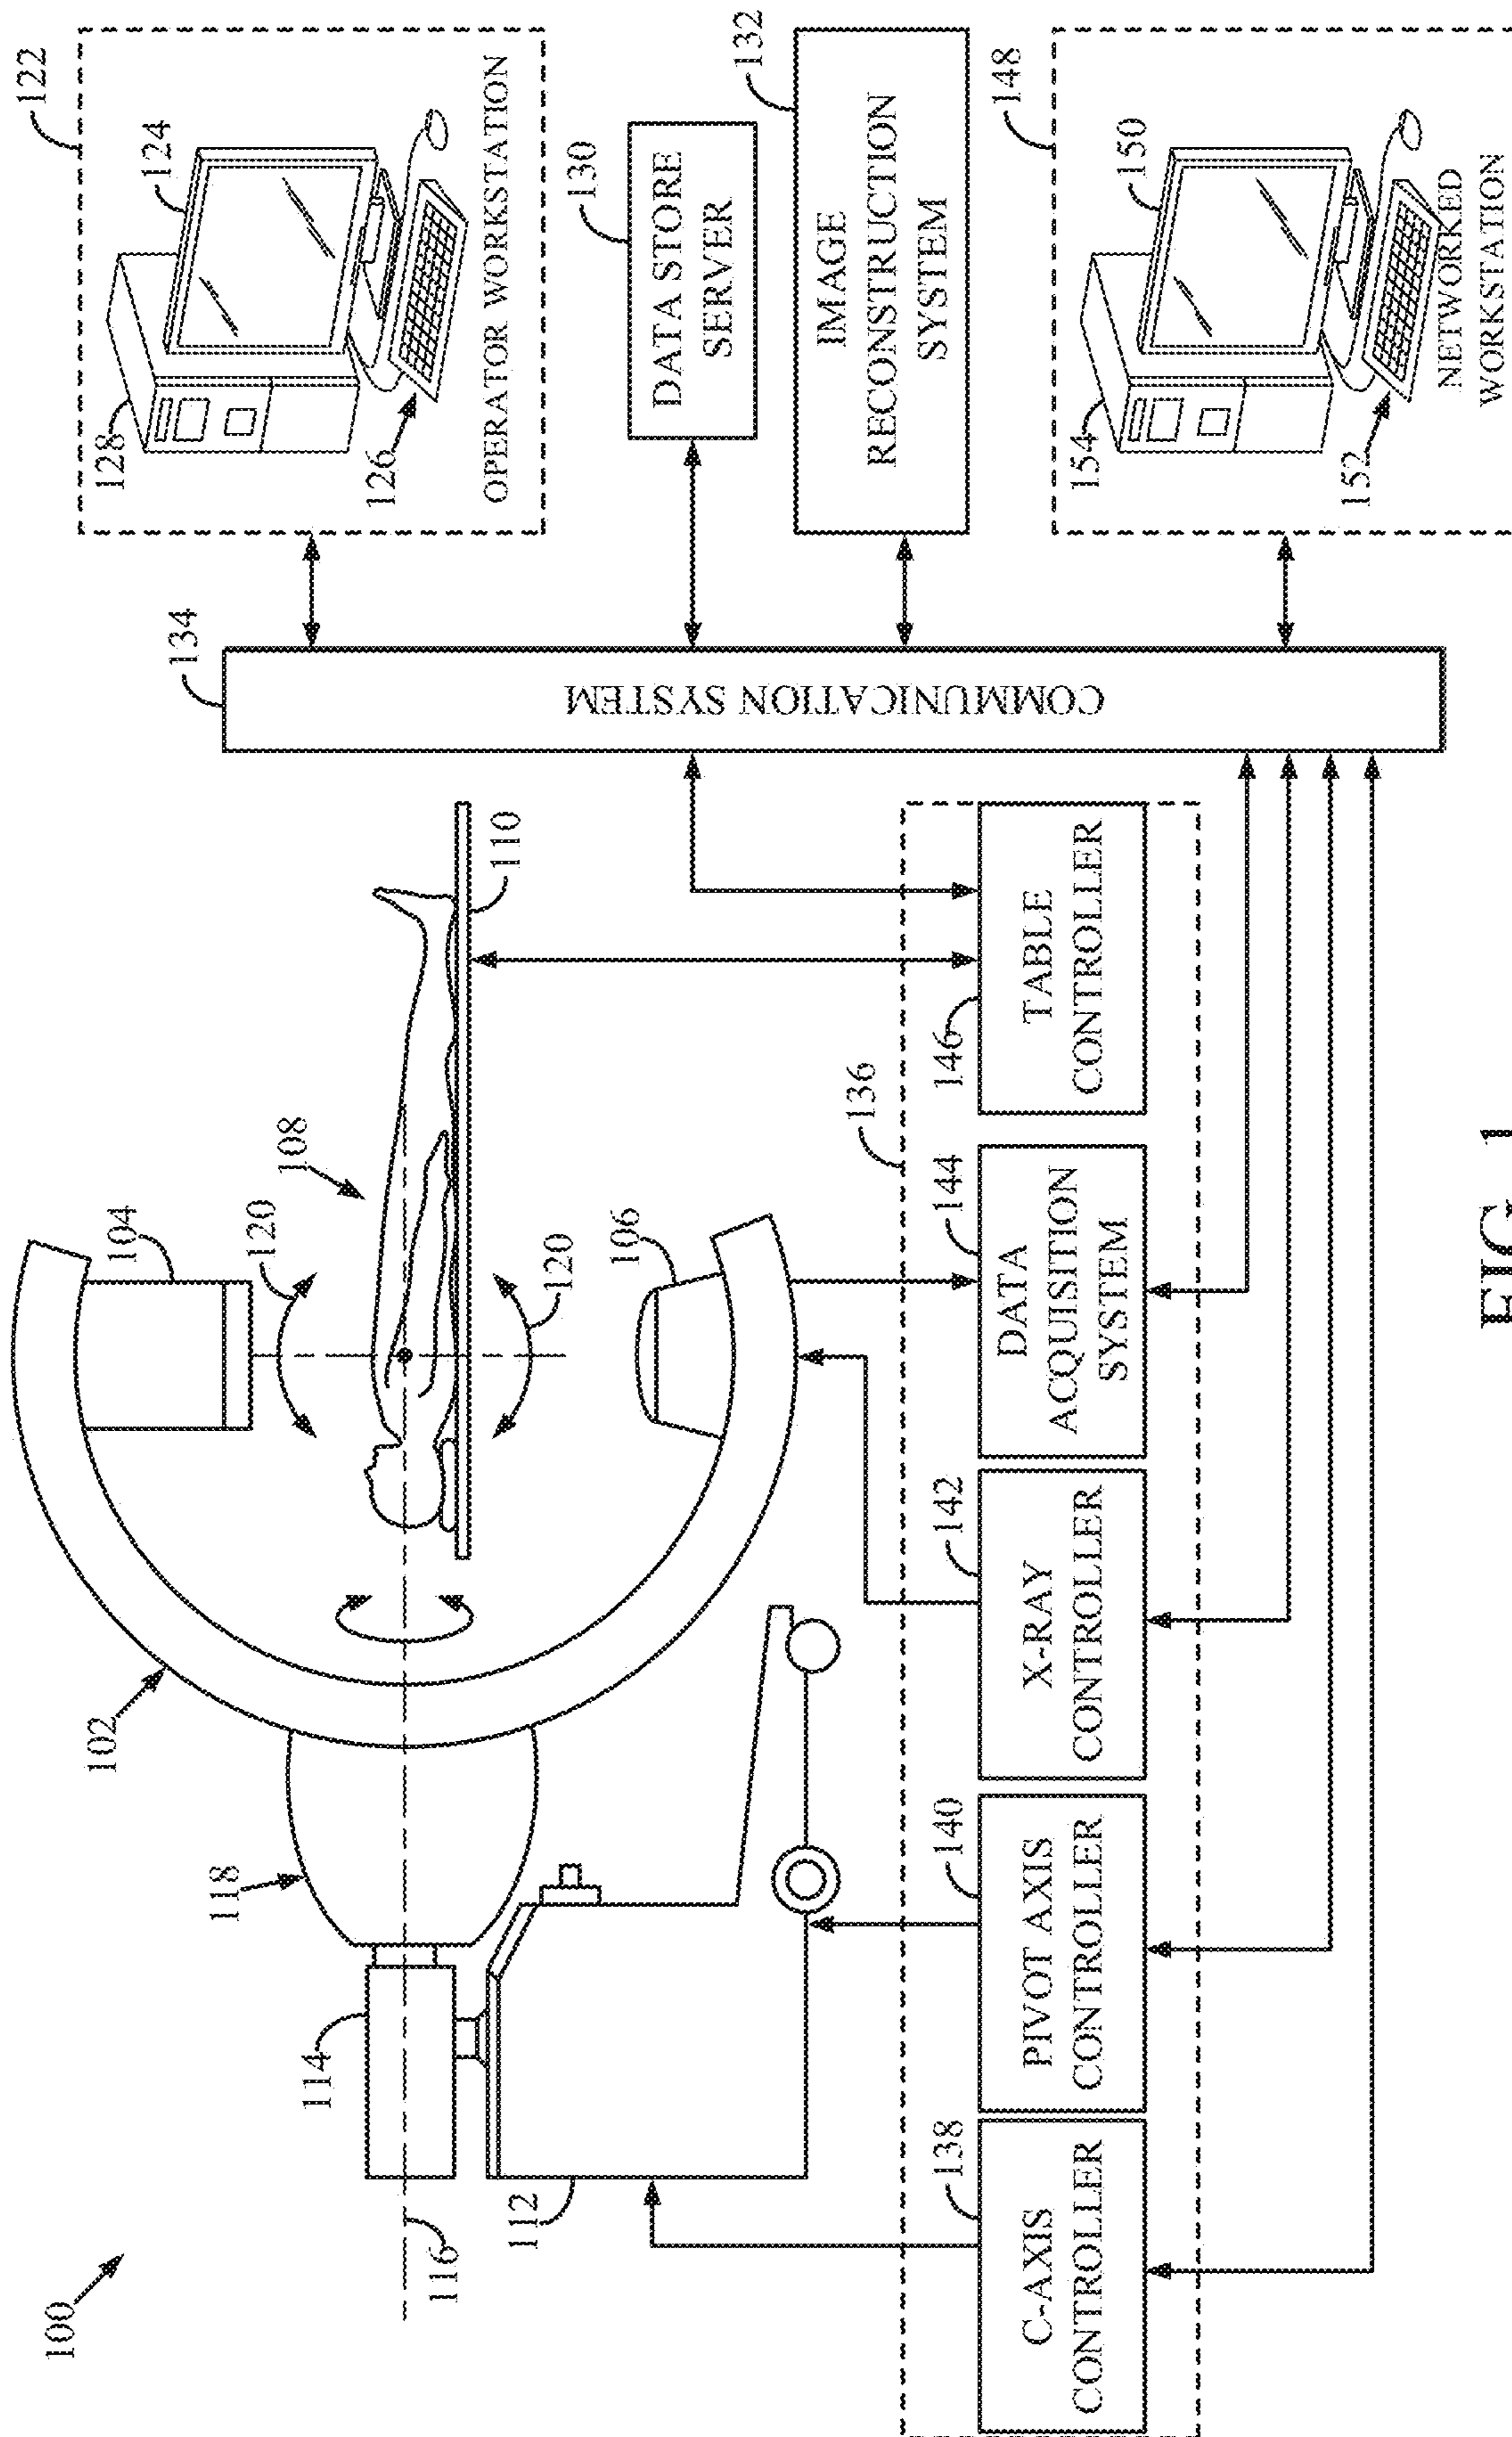 100
102
104
106
108
110
112
114
116
118
120
120
122
124
126
128
OPERATOR WORKSTATION
130
DATA STORE
SERVER
132
IMAGE
RECONSTRUCTION
SYSTEM
134
COMMUNICATION SYSTEM
136
138
C-AXIS
CONTROLLER
140
PIVOT AXIS
CONTROLLER
142
X-RAY
CONTROLLER
144
DATA
ACQUISITION
SYSTEM
146
TABLE
CONTROLLER
148
150
152
154
NETWORKED
WORKSTATION
FIG. 1